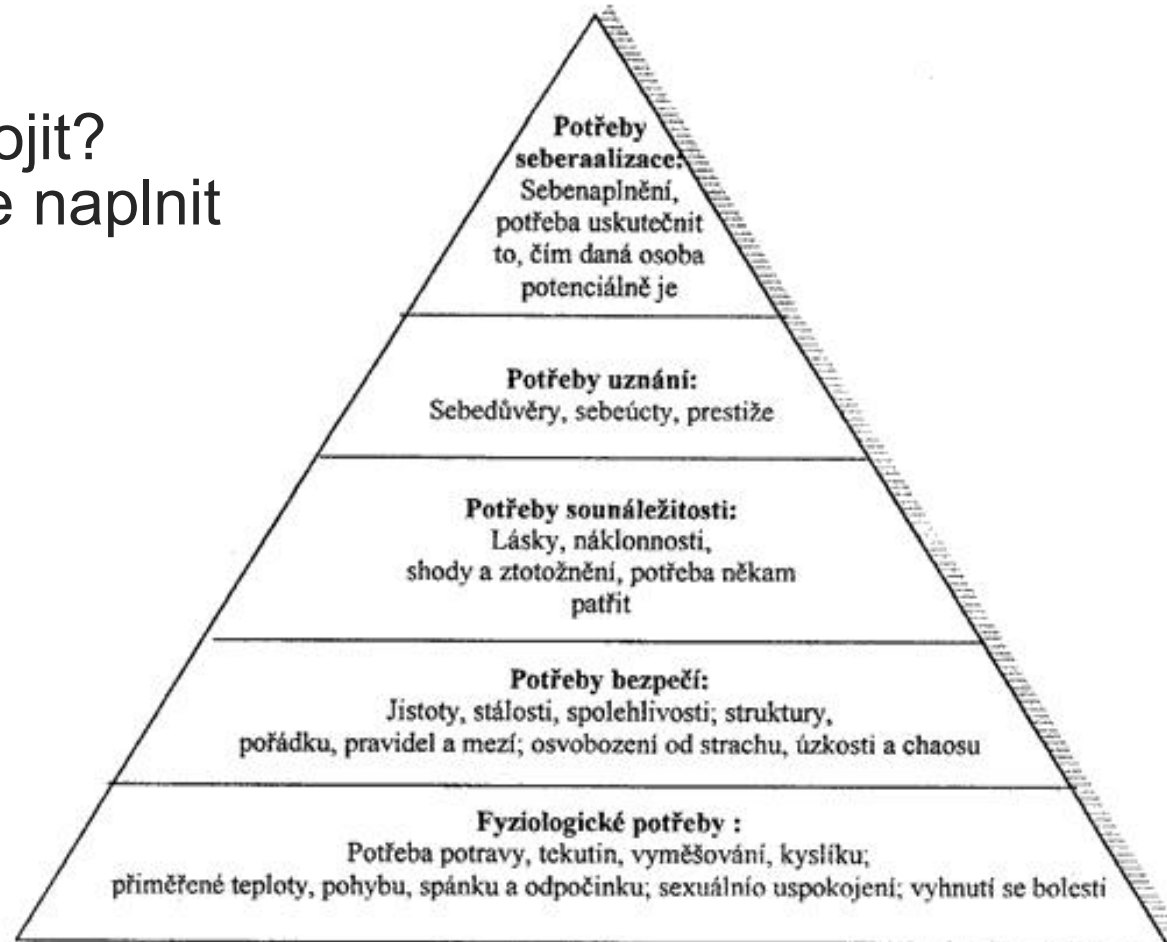 ojit?
e naplnit
Potřeby
seberaalizace:
Sebenaplnění,
potřeba uskutečnit
to, čím daná osoba
potenciálně je
Potřeby uznání:
Sebedůvěry, sebeúcty, prestiže
Potřeby sounáležitosti:
Lásky, náklonnosti,
shody a ztotožnění, potřeba někam
patřit
Potřeby bezpečí:
Jistoty, stálosti, spolehlivosti; struktury,
pořádku, pravidel a mezí; osvobození od strachu, úzkosti a chaosu
Fyziologické potřeby :
Potřeba potravy, tekutin, vyměšování, kyslíku;
přiměřené teploty, pohybu, spánku a odpočinku; sexuálnío uspokojení; vyhnutí se bolesti